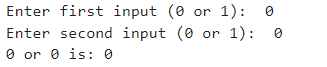 Enter first input (0 or 1):  0
Enter second input (0 or 1):  0
0 or 0 is: 0